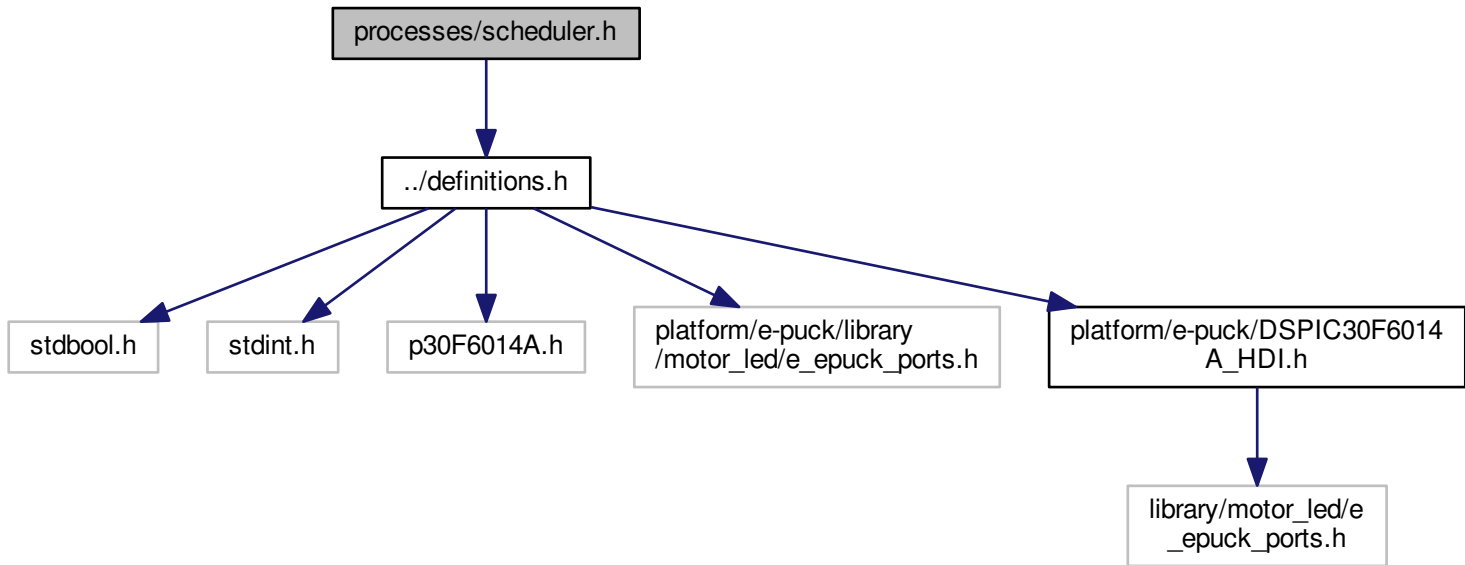 processes/scheduler.h
../definitions.h
stdbool.h
stdint.h
p30F6014A.h
platform/e-puck/library
/motor_led/e_epuck_ports.h
platform/e-puck/DSPIC30F6014
A_HDI.h
library/motor_led/e
_epuck_ports.h